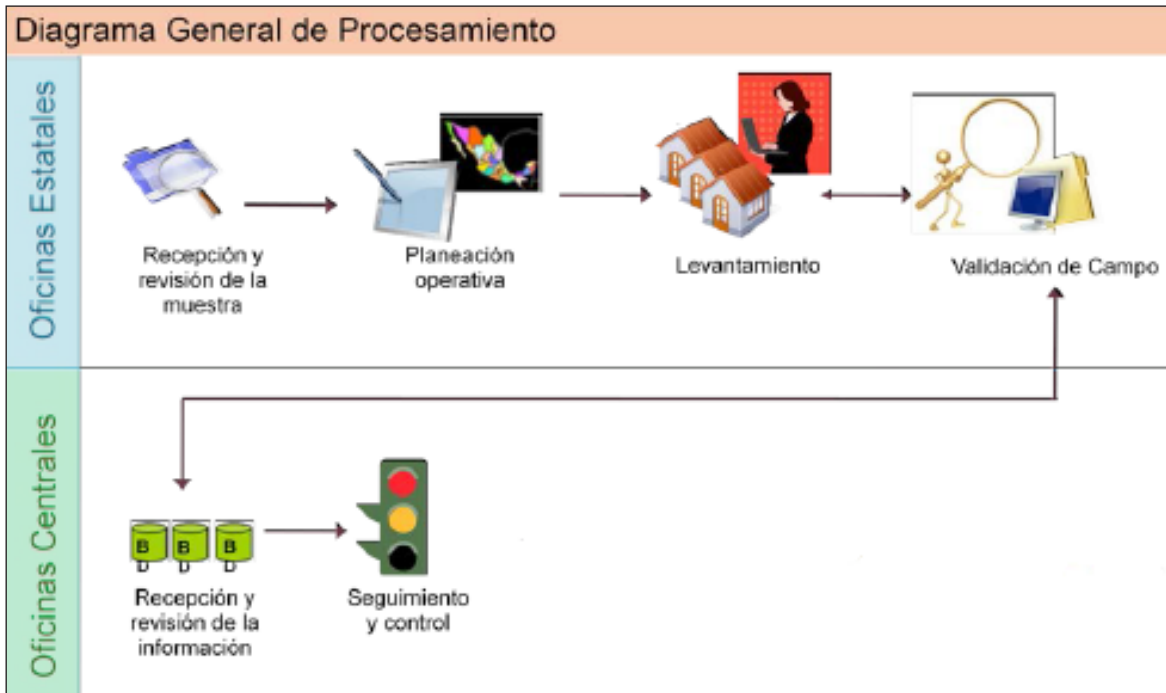 Diagrama General de Procesamiento
Oficinas Estatales
Recepción y
revisión de la
muestra
Planeación
operativa
Levantamiento
Validación de Campo
Oficinas Centrales
B B B
D D D
Recepción y
revisión de la
información
Seguimiento
y control